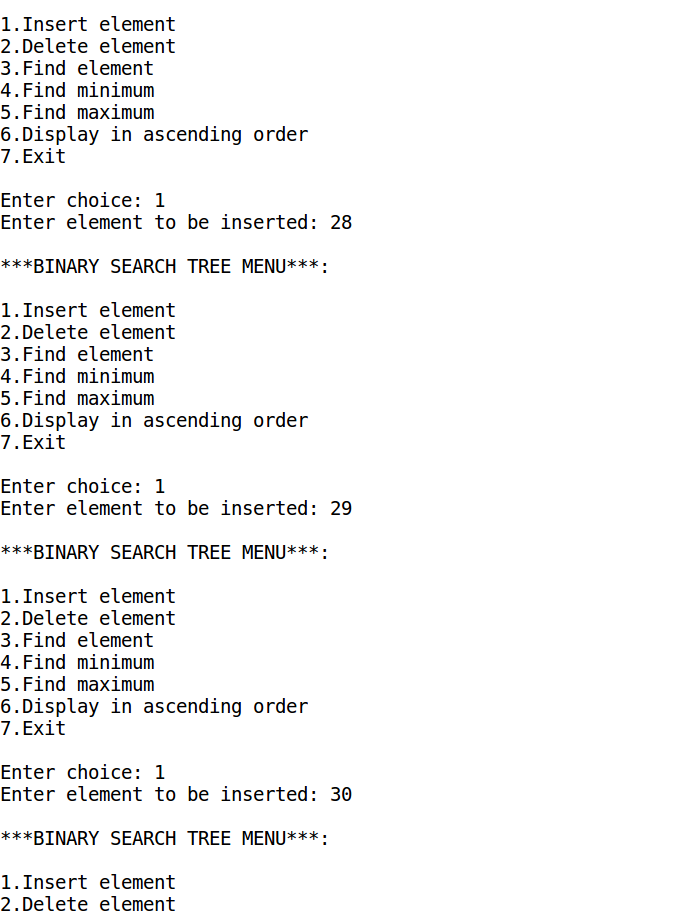 1.Insert element
2.Delete element
3.Find element
4.Find minimum
5.Find maximum
6.Display in ascending order
7.Exit
Enter choice: 1
Enter element to be inserted: 28
***BINARY SEARCH TREE MENU***:
1.Insert element
2.Delete element
3.Find element
4.Find minimum
5.Find maximum
6.Display in ascending order
7.Exit
Enter choice: 1
Enter element to be inserted: 29
***BINARY SEARCH TREE MENU***:
1.Insert element
2.Delete element
3.Find element
4.Find minimum
5.Find maximum
6.Display in ascending order
7.Exit
Enter choice: 1
Enter element to be inserted: 30
***BINARY SEARCH TREE MENU***:
1.Insert element
2.Delete element